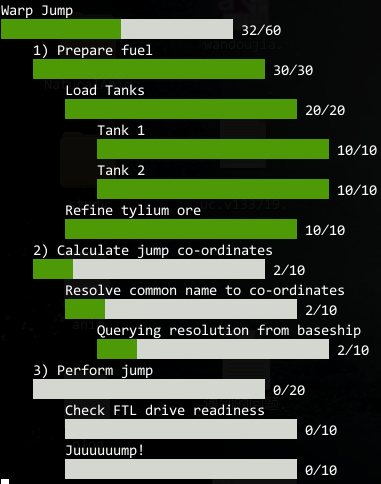 Warp Jump
32/60
1) Prepare fuel
30/30
Load Tanks
20/20
Tank 1
10/10
Tank 2
10/10
Refine tylium ore
10/10
2) Calculate jump co-ordinates
2/10
Resolve common name to co-ordinates
2/10
Querying resolution from baseship
2/10
3) Perform jump
0/20
Check FTL drive readiness
0/10
Juuuuuump!
0/10